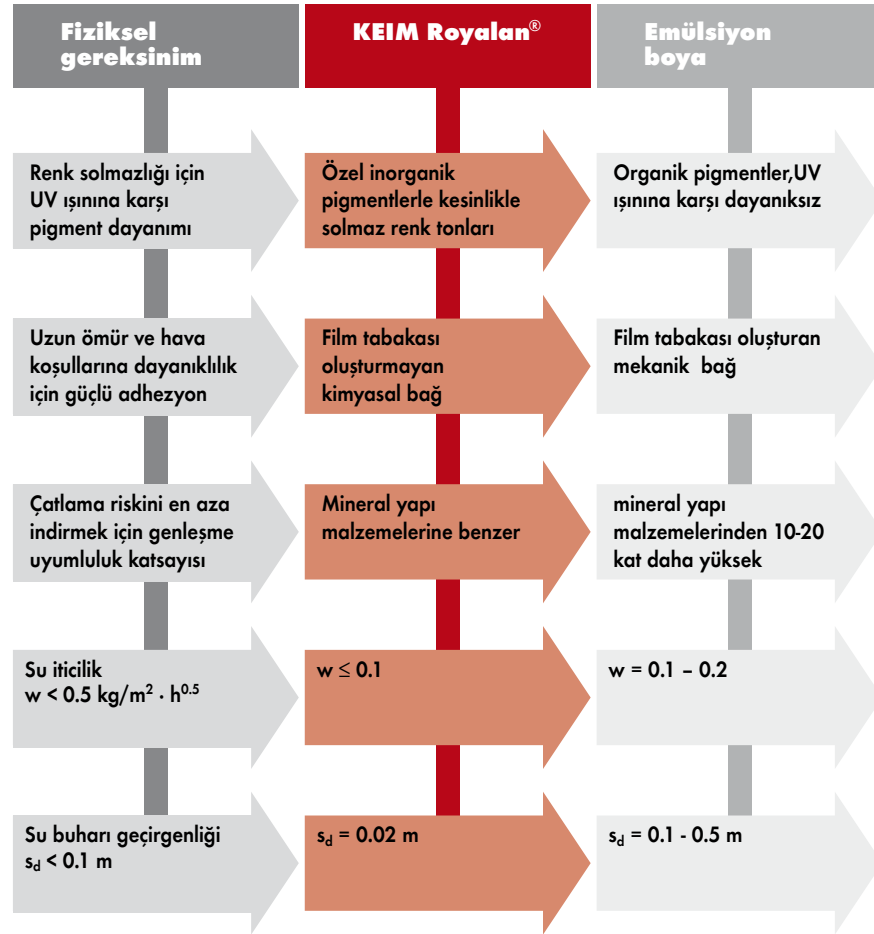 Fiziksel
gereksinim
KEIM Royalan®
Emülsiyon
boya
Renk solmazlığı için
UV ışınına karşı
pigment dayanımı
Özel inorganik
pigmentlerle kesinlikle
solmaz renk tonları
Organik pigmentler,UV
ışınına karşı dayanıksız
Uzun ömür ve hava
koşullarına dayanıklılık
için güçlü adhezyon
Film tabakası
oluşturmayan
kimyasal bağ
Film tabakası oluşturan
mekanik bağ
Çatlama riskini en aza
indirmek için genleşme
uyumluluk katsayısı
Mineral yapı
malzemelerine benzer
mineral yapı
malzemelerinden 10-20
kat daha yüksek
Su iticilik
w < 0.5 kg/m² · h⁰·⁵
w ≤ 0.1
w = 0.1 – 0.2
Su buharı geçirgenliği
s_d < 0.1 m
s_d = 0.02 m
s_d = 0.1 - 0.5 m